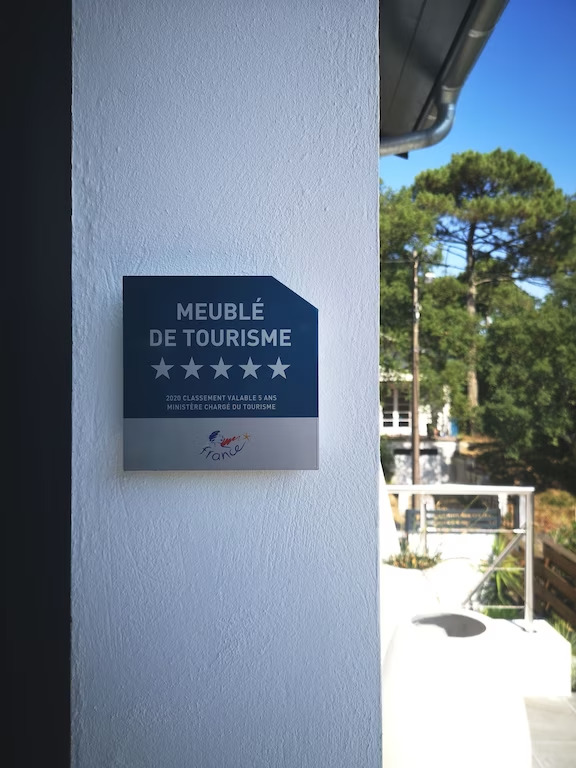 MEUBLÉ
DE TOURISME
2020 CLASSEMENT VALABLE 5 ANS
MINISTÈRE CHARGÉ DU TOURISME
France